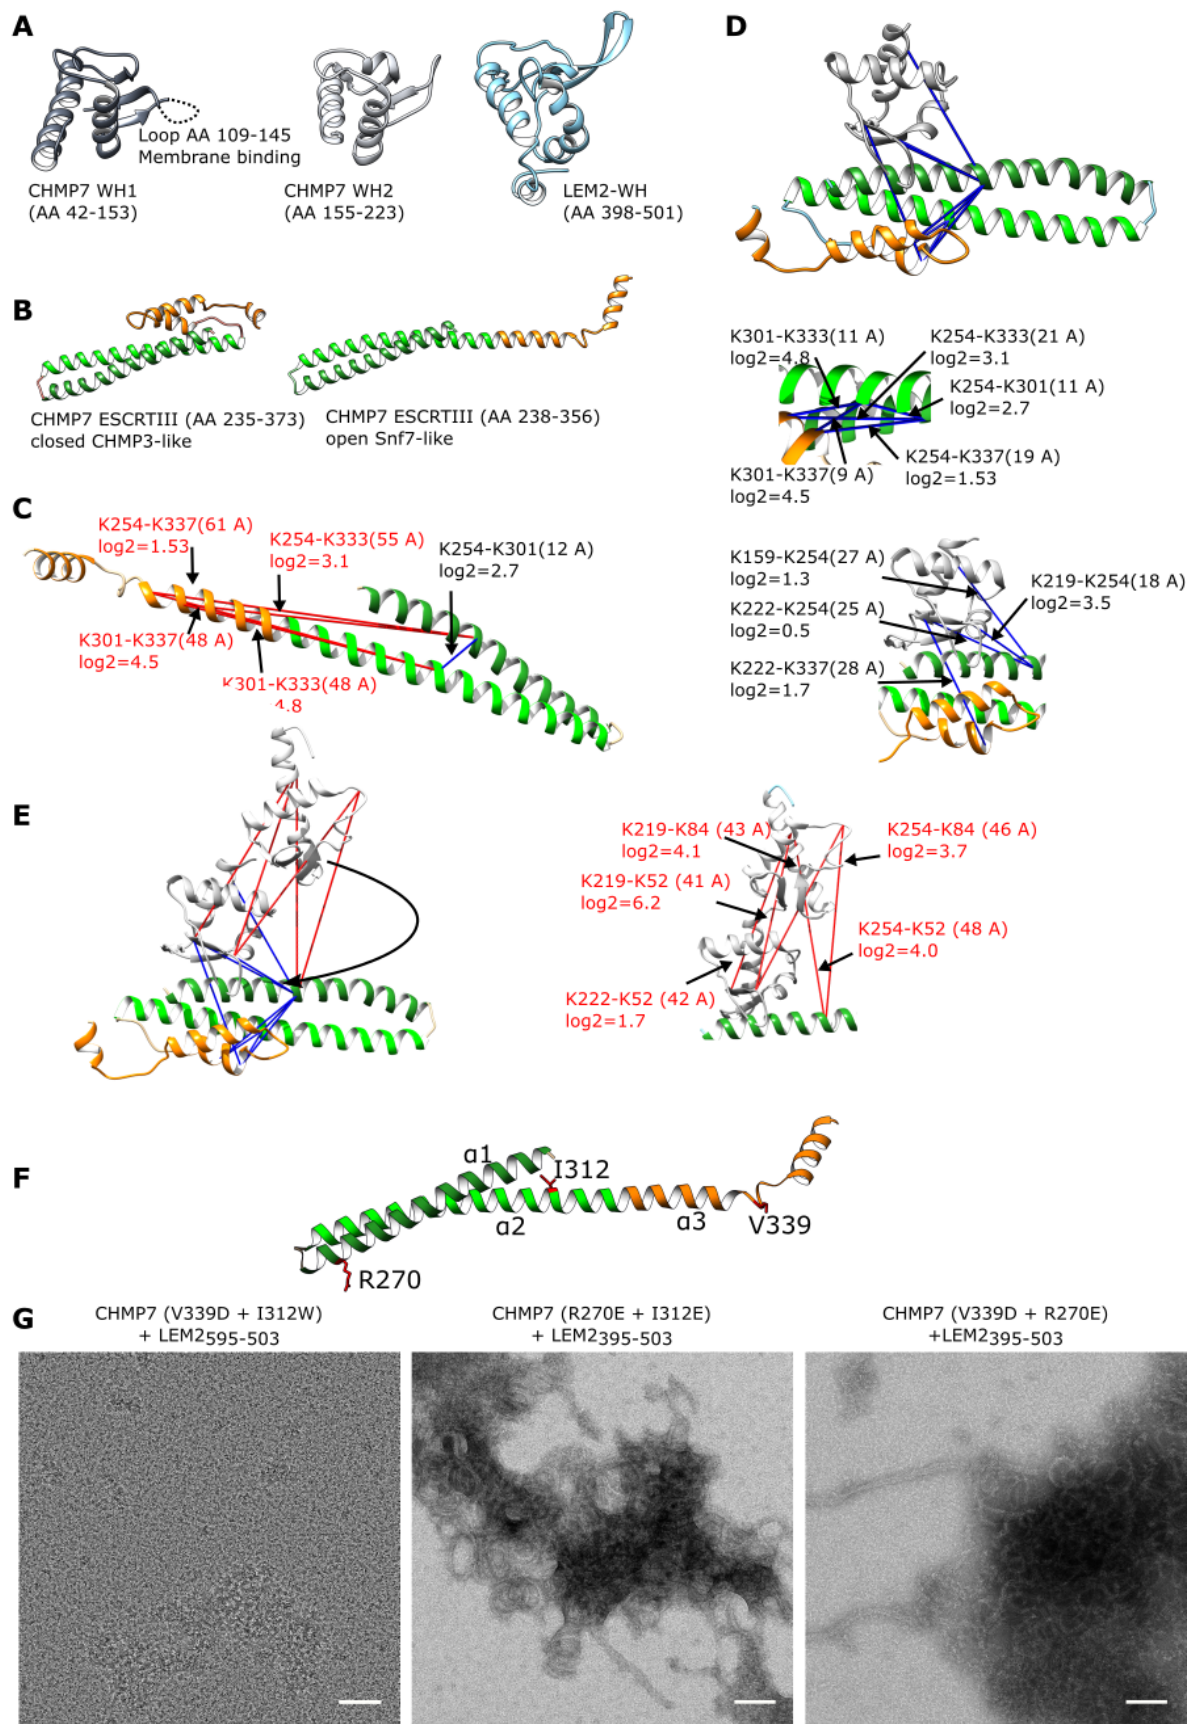 A
Loop AA 109-145
Membrane binding
CHMP7 WH1
(AA 42-153)
CHMP7 WH2
(AA 155-223)
LEM2-WH
(AA 398-501)
B
CHMP7 ESCRTIII (AA 235-373)
closed CHMP3-like
CHMP7 ESCRTIII (AA 238-356)
open Snf7-like
C
K254-K337(61 A)
log2=1.53
K254-K333(55 A)
log2=3.1
K254-K301(12 A)
log2=2.7
K301-K337(48 A)
log2=4.5
K301-K333(48 A)
4.8
D
K301-K333(11 A)
log2=4.8
K254-K333(21 A)
log2=3.1
K254-K301(11 A)
log2=2.7
K254-K337(19 A)
log2=1.53
K301-K337(9 A)
log2=4.5
K159-K254(27 A)
log2=1.3
K219-K254(18 A)
log2=3.5
K222-K254(25 A)
log2=0.5
K222-K337(28 A)
log2=1.7
E
K219-K84 (43 A)
log2=4.1
K254-K84 (46 A)
log2=3.7
K219-K52 (41 A)
log2=6.2
K254-K52 (48 A)
log2=4.0
K222-K52 (42 A)
log2=1.7
F
α1
I312
α2
α3
V339
R270
G
CHMP7 (V339D + I312W)
+ LEM2595-503
CHMP7 (R270E + I312E)
+ LEM2395-503
CHMP7 (V339D + R270E)
+LEM2395-503